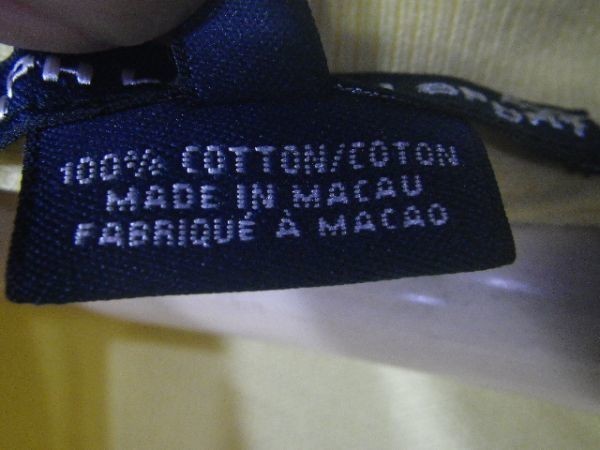 100% COTTON/COTON
MADE IN MACAU
FABRIQUÉ À MACAO